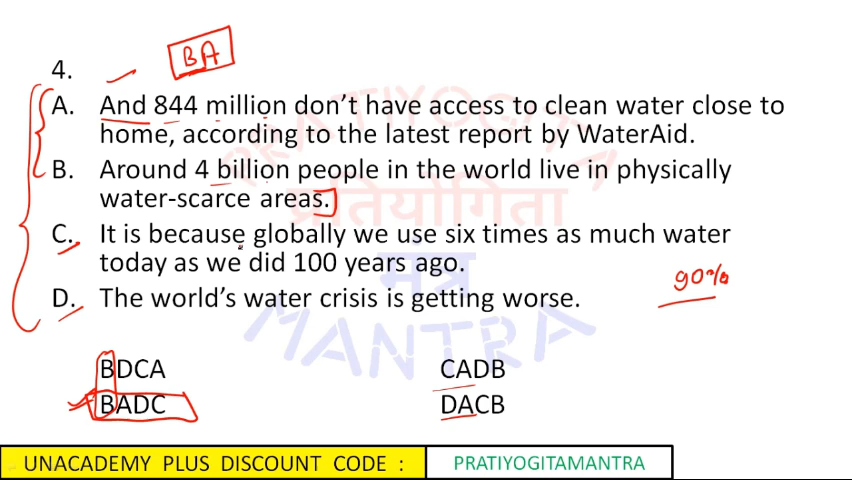 BA
4.
A. And 844 million don't have access to clean water close to
home, according to the latest report by WaterAid.
B. Around 4 billion people in the world live in physically
water-scarce areas.
C. It is because globally we use six times as much water
today as we did 100 years ago.
90%
D. The world's water crisis is getting worse.
BDCA CADB
BADC DACB
PRATIYOGITA
प्रतियोगिता
मंत्र
MANTRA
UNACADEMY PLUS DISCOUNT CODE : PRATIYOGITAMANTRA